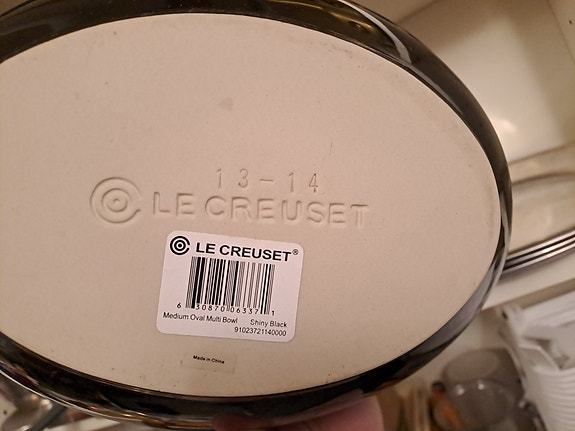 13-14
LE CREUSET
LE CREUSET®
6 30870 06337 1
Medium Oval Multi Bowl Shiny Black
91023721140000
Made in China